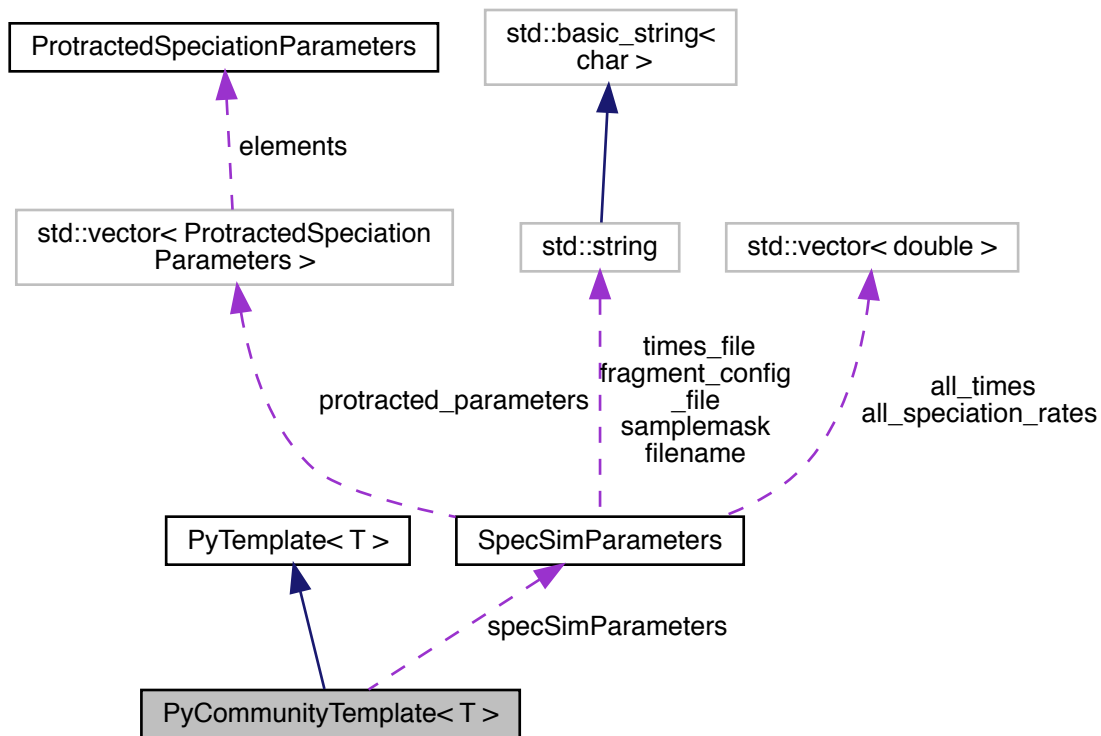 ProtractedSpeciationParameters
std::basic_string<
char >
elements
std::vector< ProtractedSpeciation
Parameters >
std::string
std::vector< double >
protracted_parameters
times_file
fragment_config
_file
samplemask
filename
all_times
all_speciation_rates
PyTemplate< T >
SpecSimParameters
specSimParameters
PyCommunityTemplate< T >